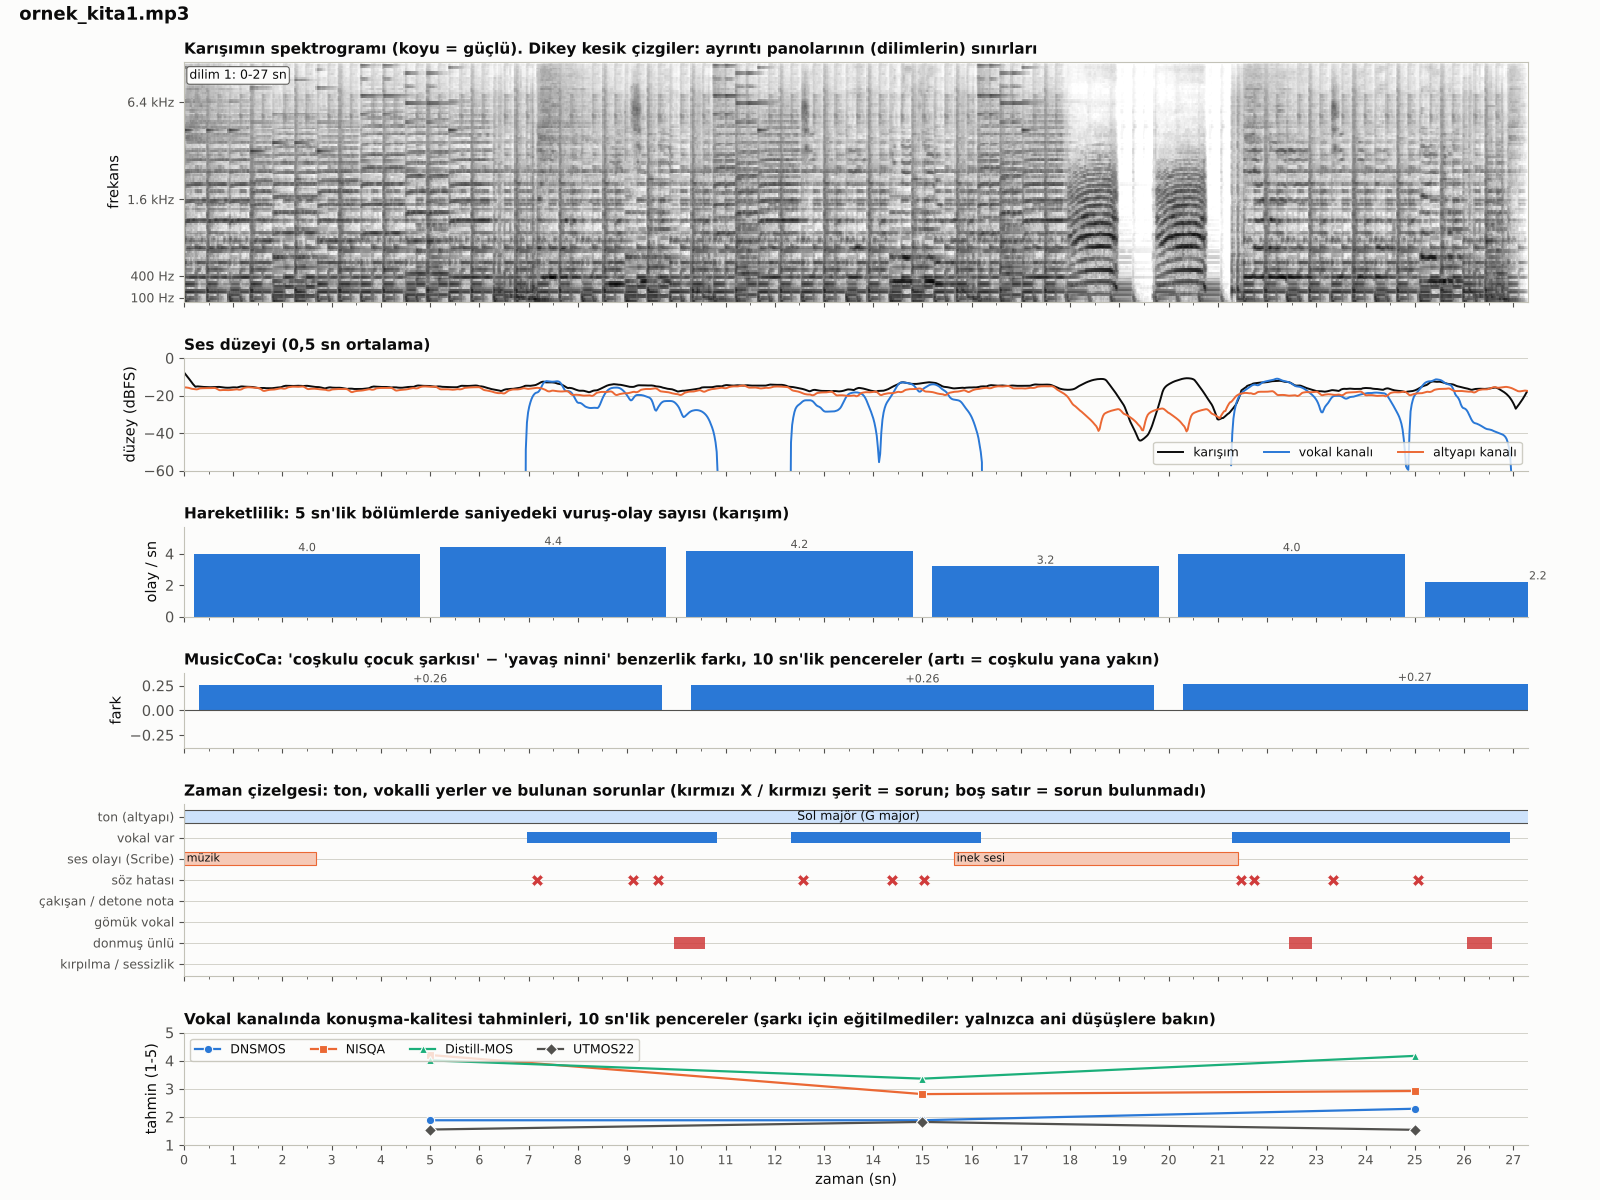 ornek_kita1.mp3
Karışımın spektrogramı (koyu = güçlü). Dikey kesik çizgiler: ayrıntı panolarının (dilimlerin) sınırları
dilim 1: 0-27 sn
6.4 kHz
1.6 kHz
400 Hz
100 Hz
frekans
Ses düzeyi (0,5 sn ortalama)
0
−20
−40
−60
düzey (dBFS)
karışım
vokal kanalı
altyapı kanalı
Hareketlilik: 5 sn'lik bölümlerde saniyedeki vuruş-olay sayısı (karışım)
4.0
4.4
4.2
3.2
4.0
2.2
4
2
0
olay / sn
MusicCoCa: 'coşkulu çocuk şarkısı' − 'yavaş ninni' benzerlik farkı, 10 sn'lik pencereler (artı = coşkulu yana yakın)
+0.26
+0.26
+0.27
0.25
0.00
−0.25
fark
Zaman çizelgesi: ton, vokalli yerler ve bulunan sorunlar (kırmızı X / kırmızı şerit = sorun; boş satır = sorun bulunmadı)
ton (altyapı)
Sol majör (G major)
vokal var
ses olayı (Scribe)
müzik
inek sesi
söz hatası
çakışan / detone nota
gömük vokal
donmuş ünlü
kırpılma / sessizlik
Vokal kanalında konuşma-kalitesi tahminleri, 10 sn'lik pencereler (şarkı için eğitilmediler: yalnızca ani düşüşlere bakın)
DNSMOS
NISQA
Distill-MOS
UTMOS22
5
4
3
2
1
tahmin (1-5)
0 1 2 3 4 5 6 7 8 9 10 11 12 13 14 15 16 17 18 19 20 21 22 23 24 25 26 27
zaman (sn)